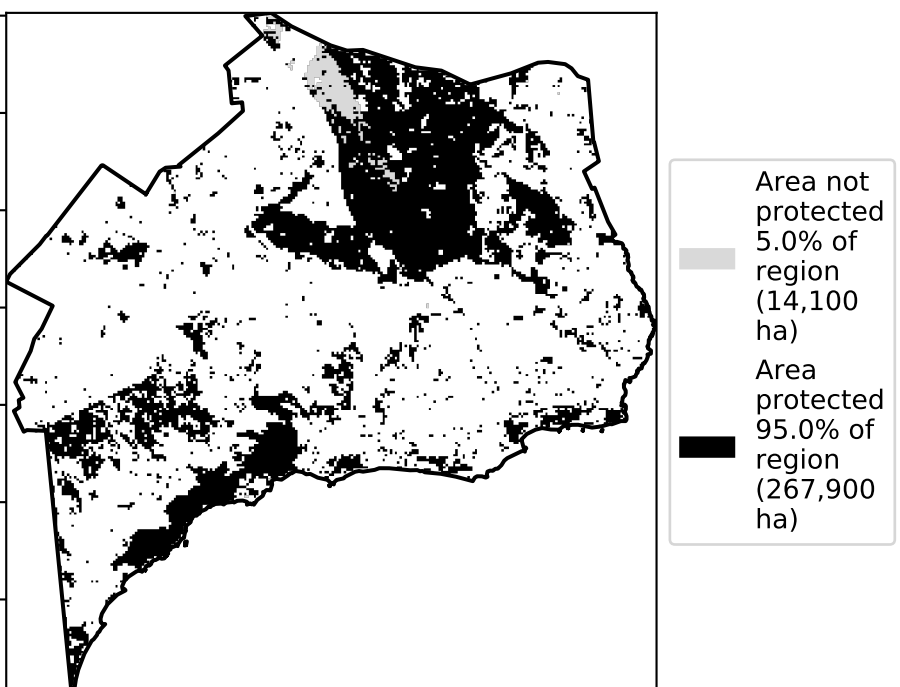 Area not
protected
5.0% of
region
(14,100
ha)
Area
protected
95.0% of
region
(267,900
ha)